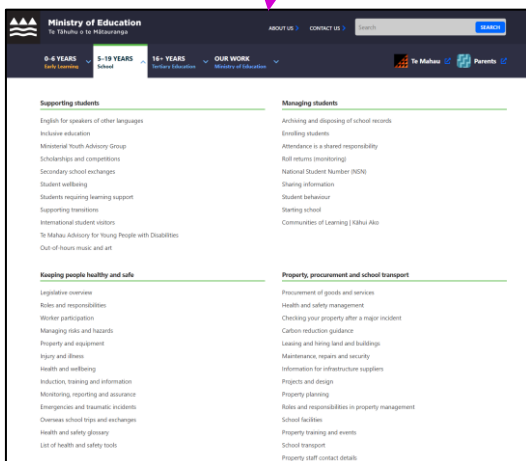 Ministry of Education
Te Tāhuhu o te Mātauranga
ABOUT US
CONTACT US
Search
SEARCH
0-6 YEARS
Early Learning
5-19 YEARS
School
16+ YEARS
Tertiary Education
OUR WORK
Ministry of Education
Te Mahau
Parents
Supporting students
English for speakers of other languages
Inclusive education
Ministerial Youth Advisory Group
Scholarships and competitions
Secondary school exchanges
Student wellbeing
Students requiring learning support
Supporting transitions
International student visitors
Te Mahau Advisory for Young People with Disabilities
Out-of-hours music and art
Managing students
Archiving and disposing of school records
Enrolling students
Attendance is a shared responsibility
Roll returns (monitoring)
National Student Number (NSN)
Sharing information
Student behaviour
Starting school
Communities of Learning | Kāhui Ako
Keeping people healthy and safe
Legislative overview
Roles and responsibilities
Worker participation
Managing risks and hazards
Property and equipment
Injury and illness
Health and wellbeing
Induction, training and information
Monitoring, reporting and assurance
Emergencies and traumatic incidents
Overseas school trips and exchanges
Health and safety glossary
List of health and safety tools
Property, procurement and school transport
Procurement of goods and services
Health and safety management
Checking your property after a major incident
Carbon reduction guidance
Leasing and hiring land and buildings
Maintenance, repairs and security
Information for infrastructure suppliers
Projects and design
Property planning
Roles and responsibilities in property management
School facilities
Property training and events
School transport
Property staff contact details